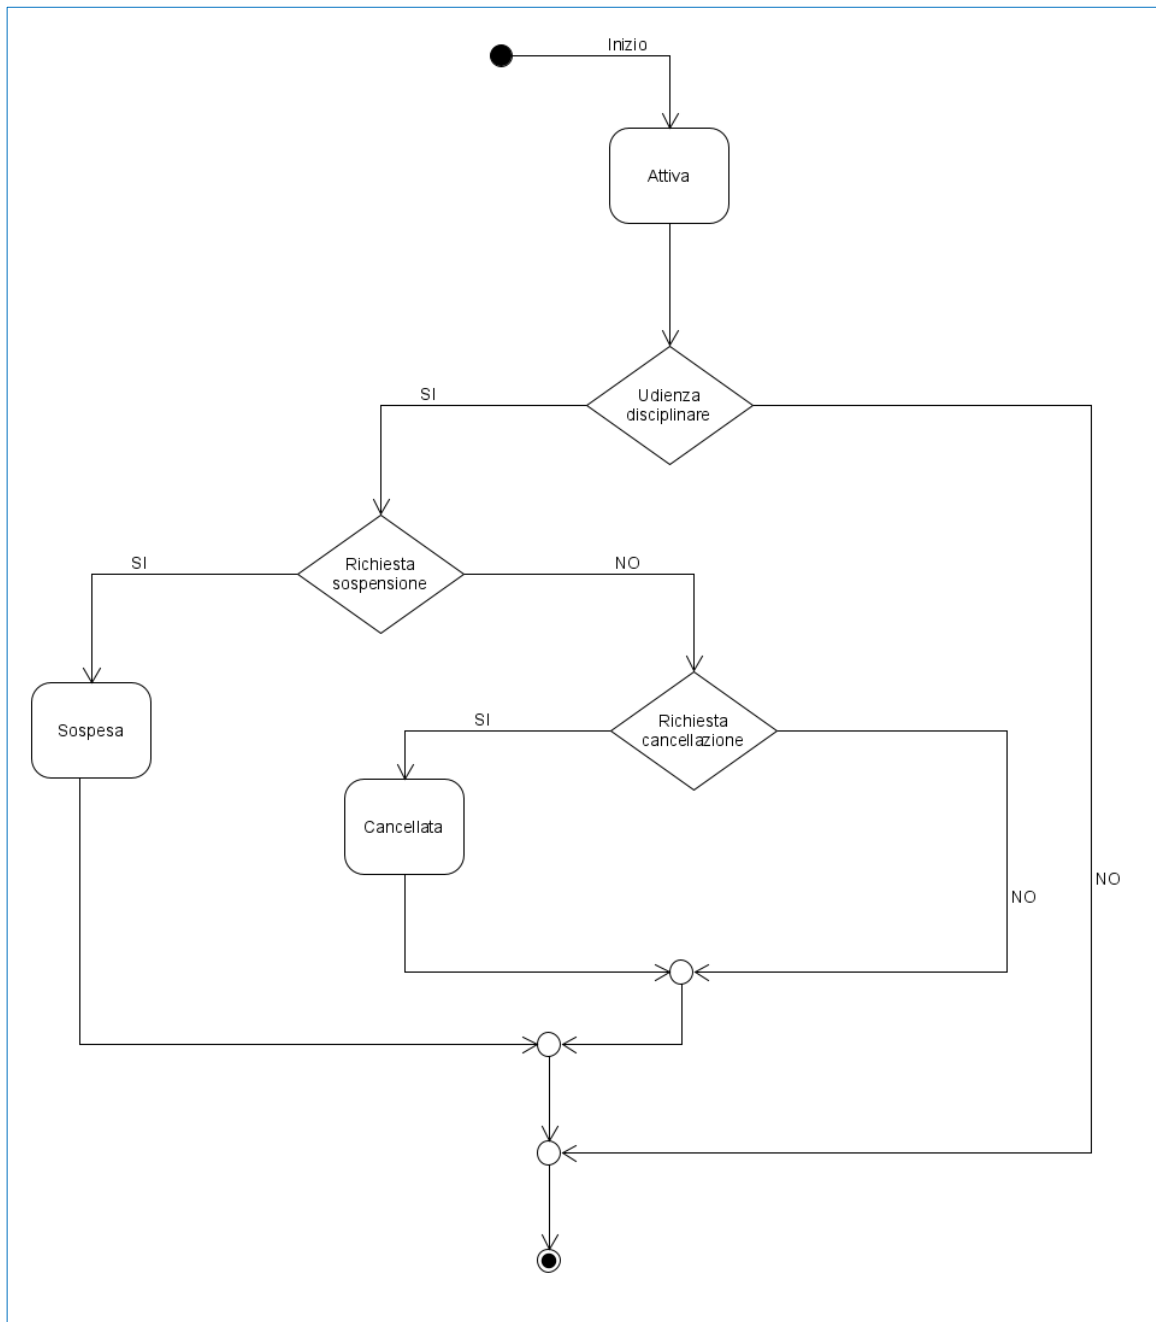 Inizio
Attiva
Udienza
disciplinare
SI
Richiesta
sospensione
SI
NO
Sospesa
Richiesta
cancellazione
SI
Cancellata
NO
NO